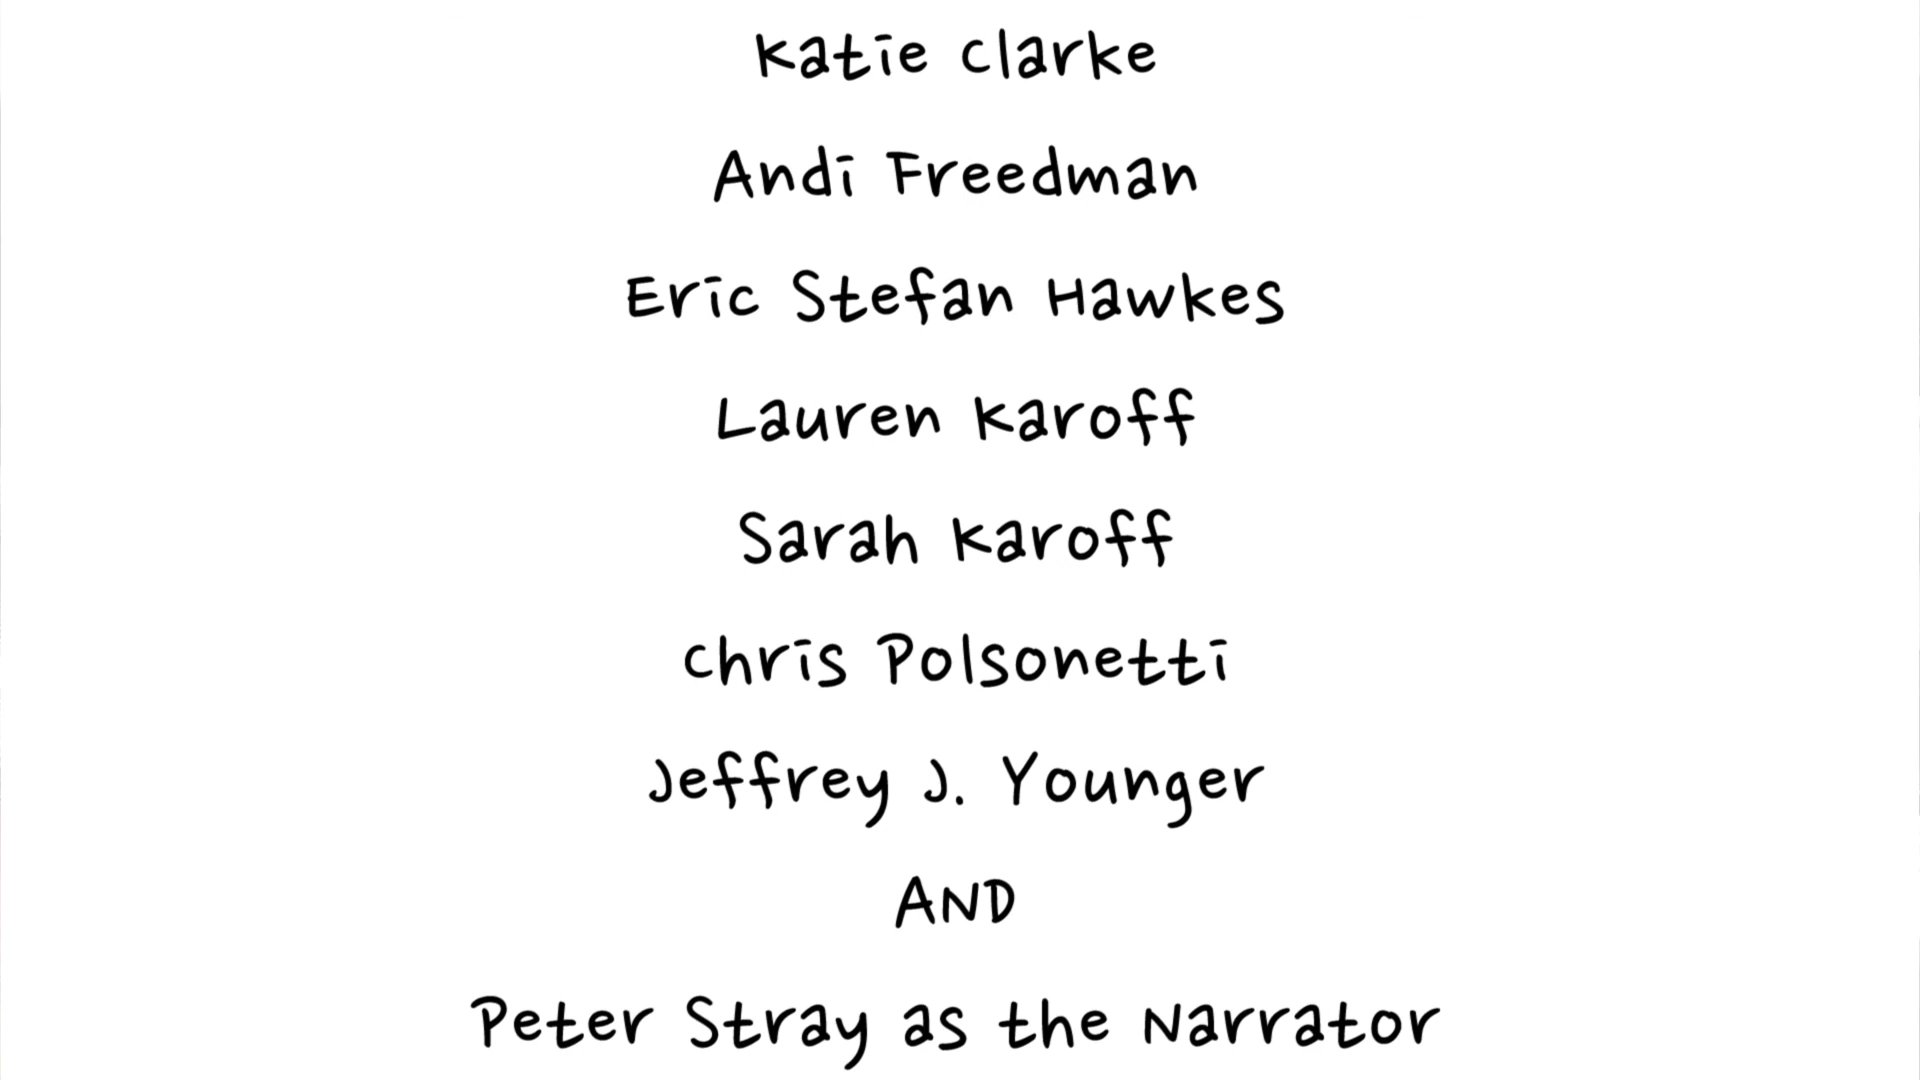 Katie Clarke
Andi Freedman
Eric Stefan Hawkes
Lauren Karoff
Sarah Karoff
Chris Polsonetti
Jeffrey J. Younger
AND
Peter Stray as the Narrator